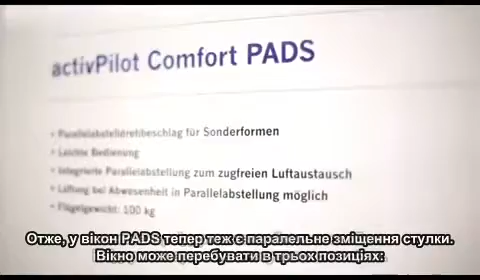 activPilot Comfort PADS
• Parallelabstelldrehbeschlag für Sonderformen
• Leichte Bedienung
• Integrierte Parallelabstellung zum zugfreien Luftaustausch
• Lüftung bei Abwesenheit in Parallelabstellung möglich
• Flügelgewicht: 100 kg
Отже, у вікон PADS тепер теж є паралельне зміщення стулки.
Вікно може перебувати в трьох позиціях: